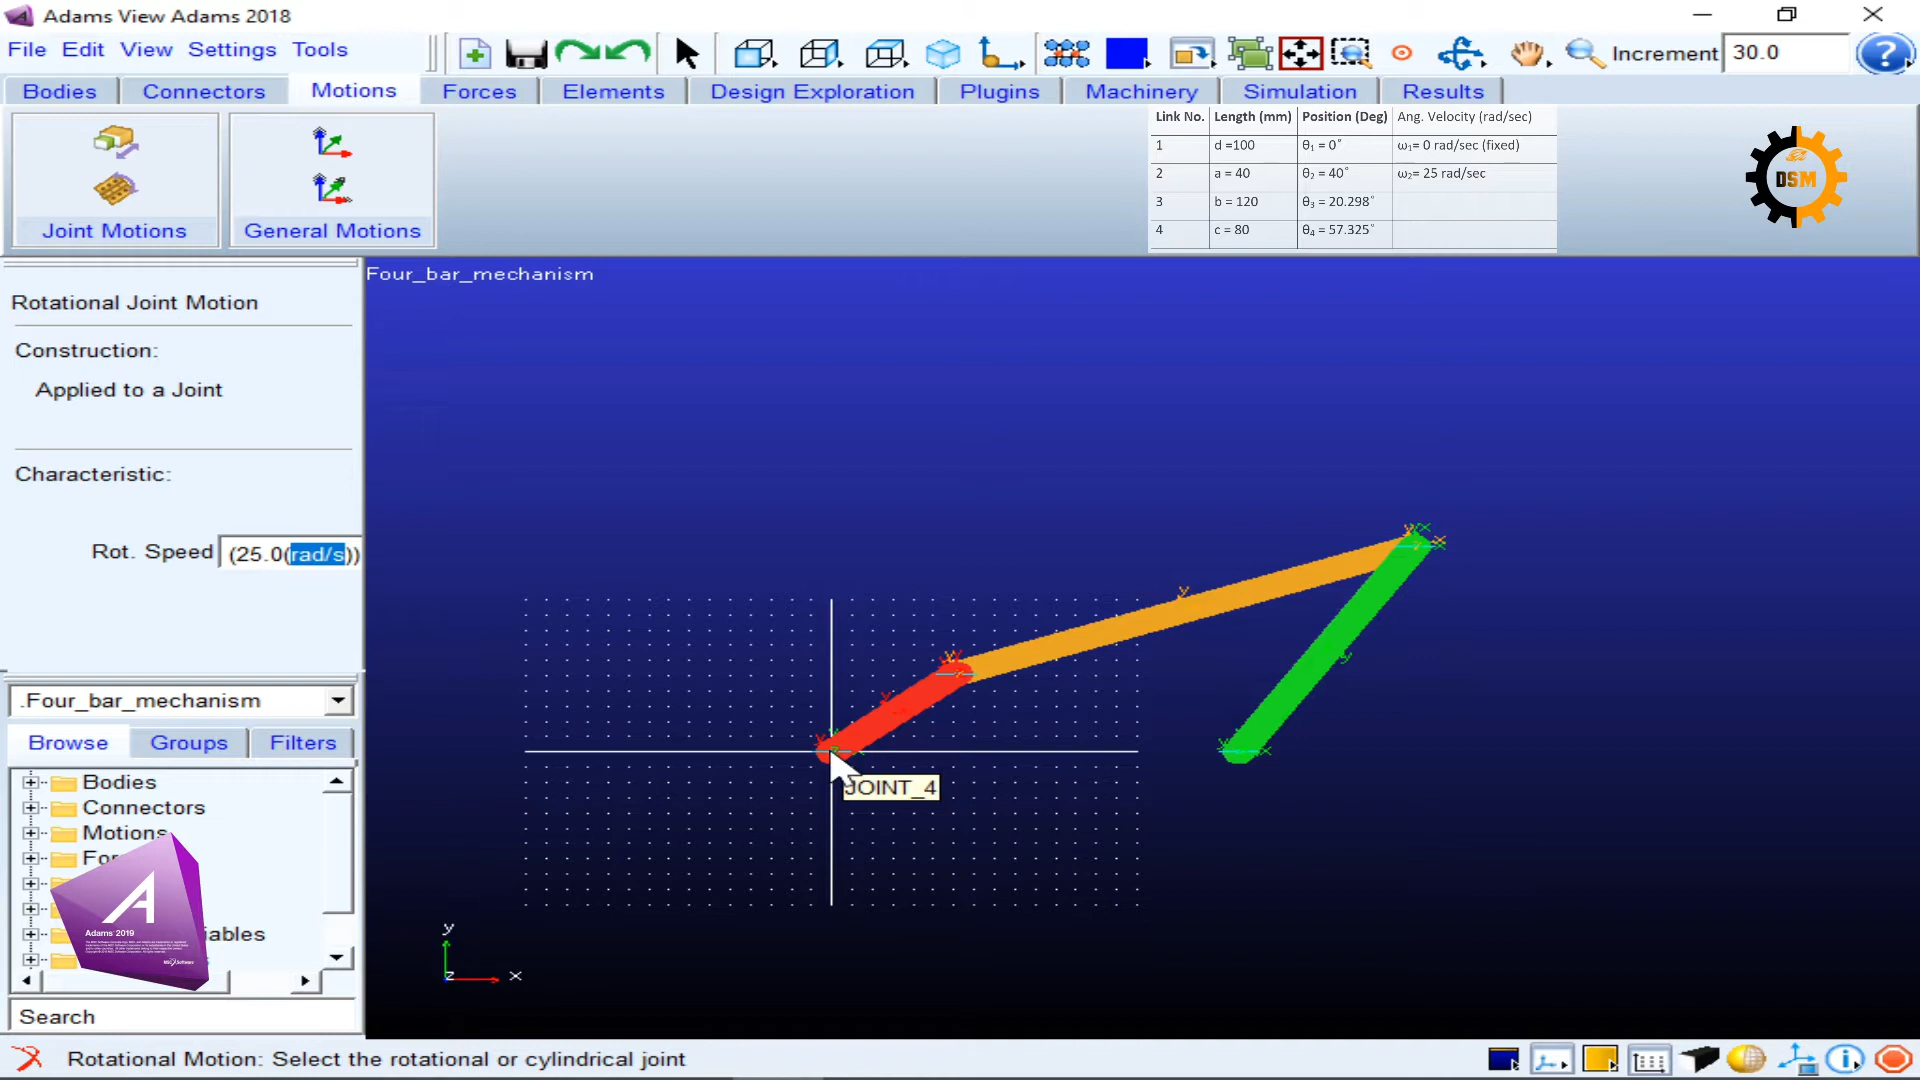 Adams View Adams 2018
File Edit View Settings Tools
Increment 30.0
Bodies Connectors Motions Forces Elements Design Exploration Plugins Machinery Simulation Results
Joint Motions General Motions
Link No. Length (mm) Position (Deg) Ang. Velocity (rad/sec)
1 d =100 θ₁ = 0° ω₁= 0 rad/sec (fixed)
2 a = 40 θ₂ = 40° ω₂= 25 rad/sec
3 b = 120 θ₃ = 20.298°
4 c = 80 θ₄ = 57.325°
DSM
Four_bar_mechanism
Rotational Joint Motion
Construction:
Applied to a Joint
Characteristic:
Rot. Speed (25.0(rad/s))
JOINT_4
.Four_bar_mechanism
Browse Groups Filters
Bodies
Connectors
Motions
Adams 2019
Search
y
z x
Rotational Motion: Select the rotational or cylindrical joint